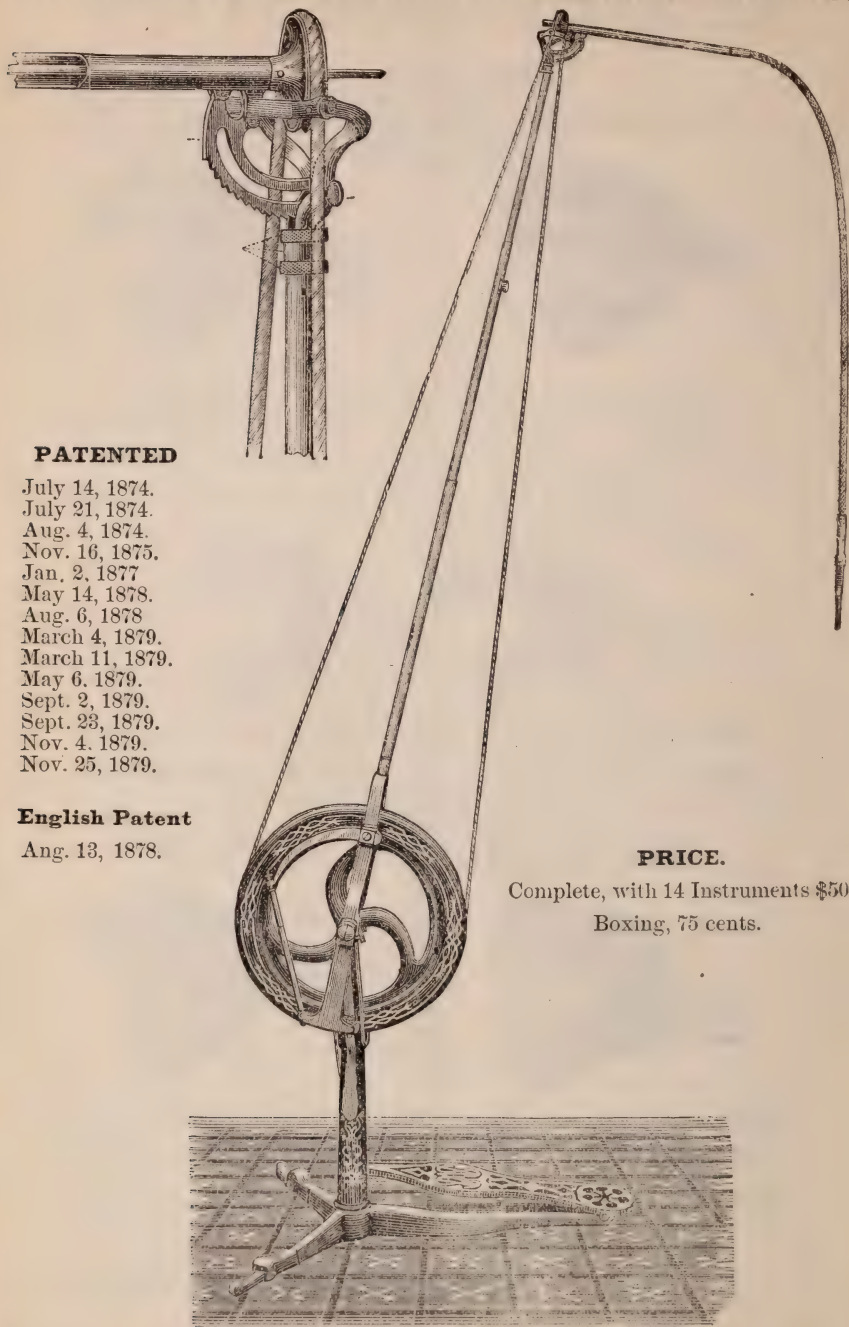 PATENTED
July 14, 1874.
July 21, 1874.
Aug. 4, 1874.
Nov. 16, 1875.
Jan. 2, 1877
May 14, 1878.
Aug. 6, 1878
March 4, 1879.
March 11, 1879.
May 6. 1879.
Sept. 2, 1879.
Sept. 23, 1879.
Nov. 4. 1879.
Nov. 25, 1879.
English Patent
Ang. 13, 1878.
PRICE.
Complete, with 14 Instruments $50
Boxing, 75 cents.